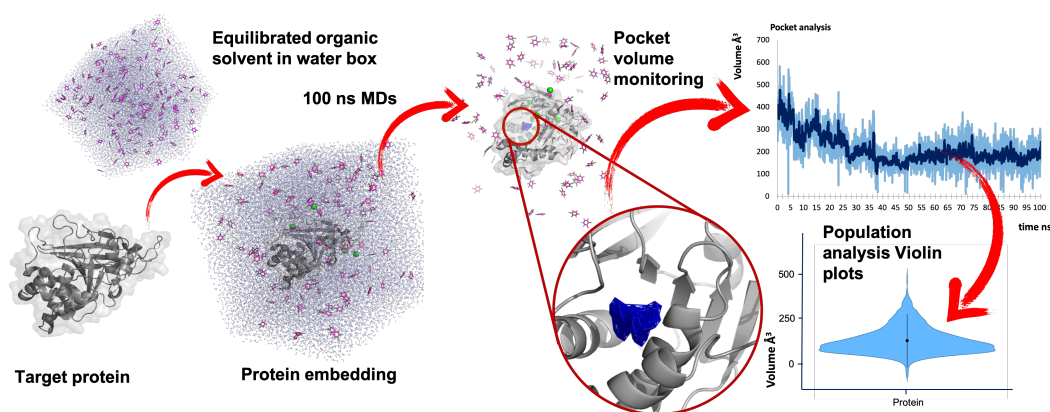 Equilibrated organic
solvent in water box
100 ns MDs
Pocket
volume
monitoring
Target protein
Protein embedding
Pocket analysis
Volume Å³
700
600
500
400
300
200
100
0
0 5 10 15 20 25 30 35 40 45 50 55 60 65 70 75 80 85 90 95 100
time ns
Population
analysis Violin
plots
Volume Å³
500
250
0
Protein